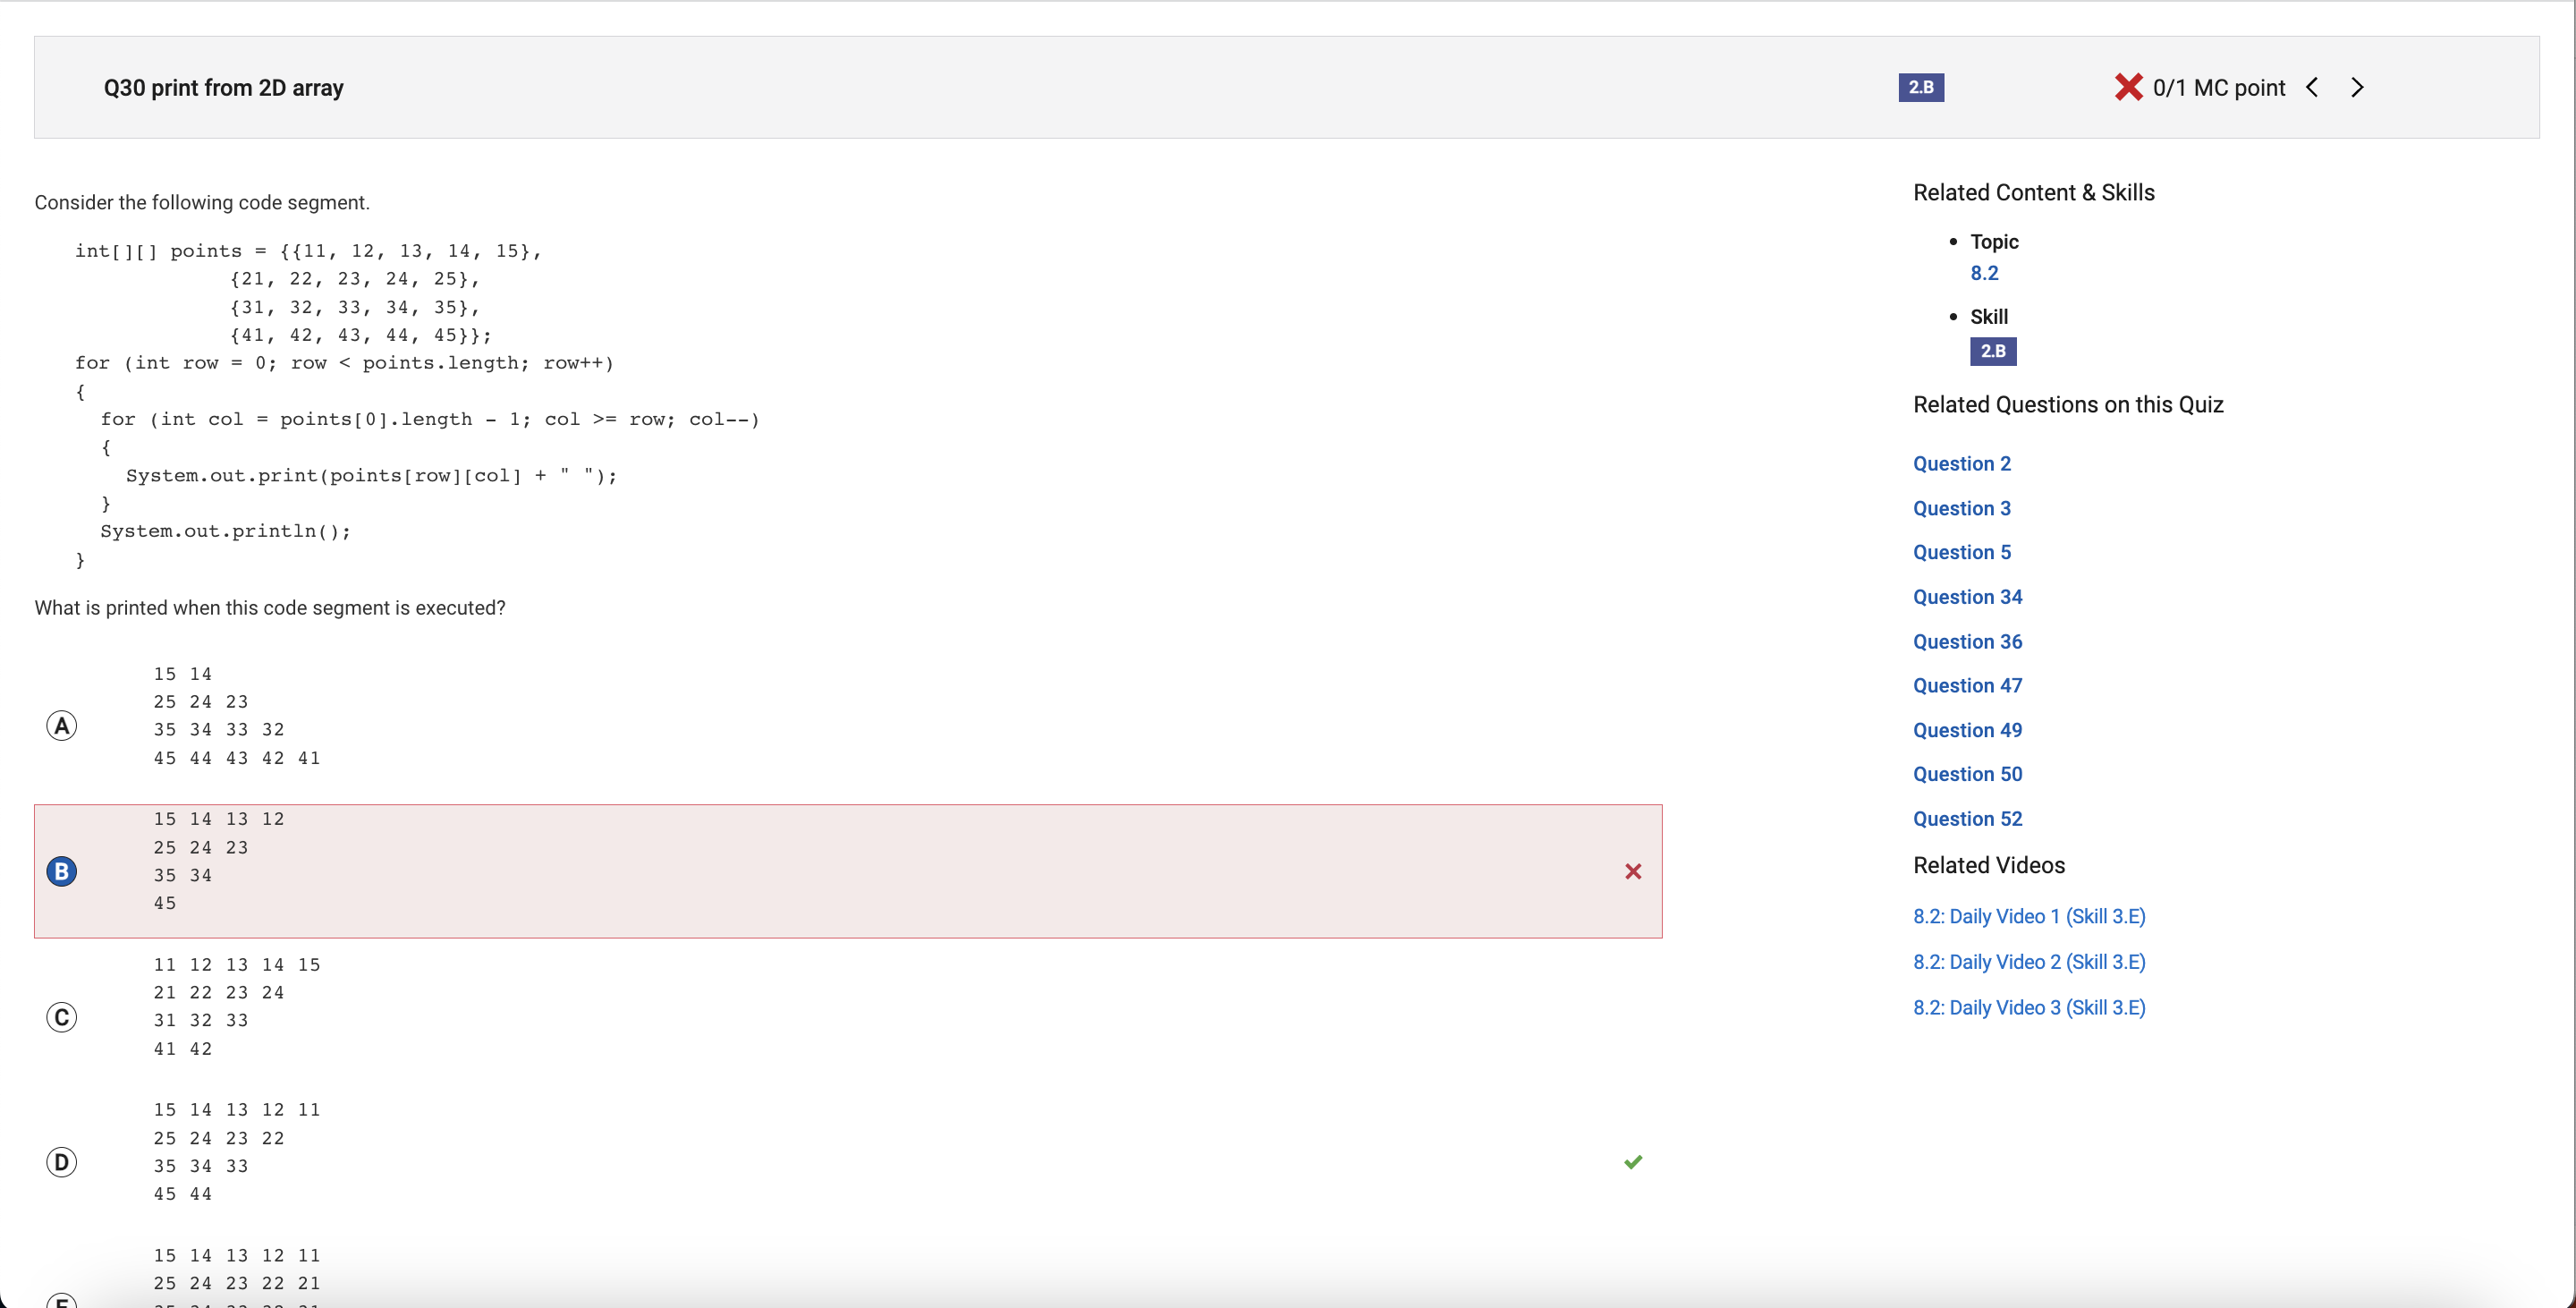 Q30 print from 2D array
2.B
0/1 MC point
Consider the following code segment.
int[][] points = {{11, 12, 13, 14, 15},
{21, 22, 23, 24, 25},
{31, 32, 33, 34, 35},
{41, 42, 43, 44, 45}};
for (int row = 0; row < points.length; row++)
{
for (int col = points[0].length - 1; col >= row; col--)
{
System.out.print(points[row][col] + " ");
}
System.out.println();
}
What is printed when this code segment is executed?
A
15 14
25 24 23
35 34 33 32
45 44 43 42 41
B
15 14 13 12
25 24 23
35 34
45
C
11 12 13 14 15
21 22 23 24
31 32 33
41 42
D
15 14 13 12 11
25 24 23 22
35 34 33
45 44
15 14 13 12 11
25 24 23 22 21
Related Content & Skills
• Topic
8.2
• Skill
2.B
Related Questions on this Quiz
Question 2
Question 3
Question 5
Question 34
Question 36
Question 47
Question 49
Question 50
Question 52
Related Videos
8.2: Daily Video 1 (Skill 3.E)
8.2: Daily Video 2 (Skill 3.E)
8.2: Daily Video 3 (Skill 3.E)